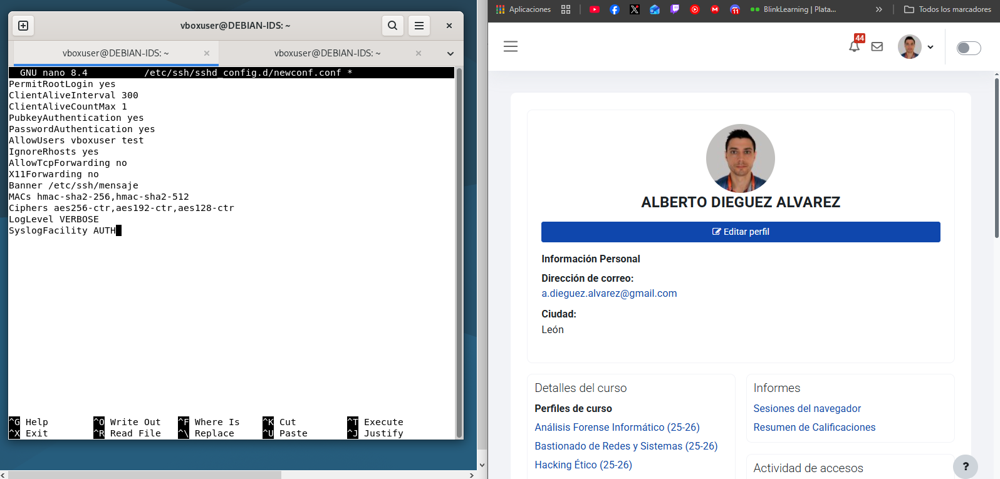 vboxuser@DEBIAN-IDS: ~
vboxuser@DEBIAN-IDS: ~
vboxuser@DEBIAN-IDS: ~
GNU nano 8.4 /etc/ssh/sshd_config.d/newconf.conf *
PermitRootLogin yes
ClientAliveInterval 300
ClientAliveCountMax 1
PubkeyAuthentication yes
PasswordAuthentication yes
AllowUsers vboxuser test
IgnoreRhosts yes
AllowTcpForwarding no
X11Forwarding no
Banner /etc/ssh/mensaje
MACs hmac-sha2-256,hmac-sha2-512
Ciphers aes256-ctr,aes192-ctr,aes128-ctr
LogLevel VERBOSE
SyslogFacility AUTH
^G Help ^O Write Out ^F Where Is ^K Cut ^T Execute
^X Exit ^R Read File ^\ Replace ^U Paste ^J Justify
Aplicaciones
11
BlinkLearning | Plata...
Todos los marcadores
44
ALBERTO DIEGUEZ ALVAREZ
Editar perfil
Información Personal
Dirección de correo:
a.dieguez.alvarez@gmail.com
Ciudad:
León
Detalles del curso
Perfiles de curso
Análisis Forense Informático (25-26)
Bastionado de Redes y Sistemas (25-26)
Hacking Ético (25-26)
Informes
Sesiones del navegador
Resumen de Calificaciones
Actividad de accesos
?